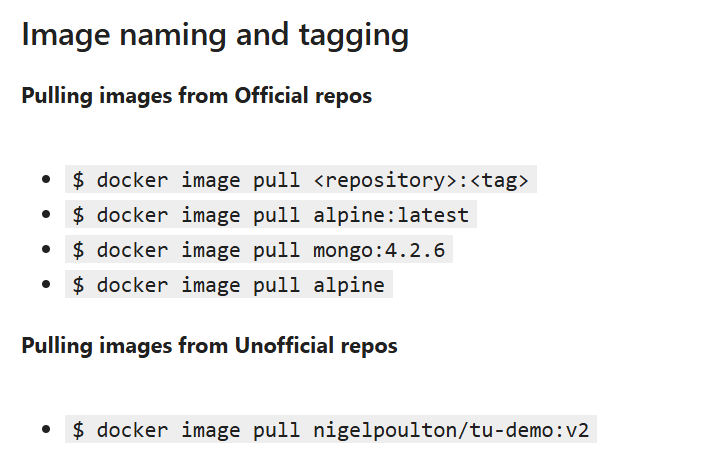 Image naming and tagging
Pulling images from Official repos
$ docker image pull <repository>:<tag>
$ docker image pull alpine:latest
$ docker image pull mongo:4.2.6
$ docker image pull alpine
Pulling images from Unofficial repos
$ docker image pull nigelpoulton/tu-demo:v2